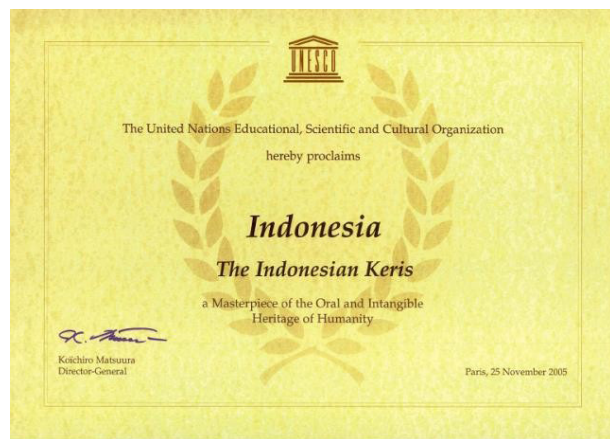 UNESCO
The United Nations Educational, Scientific and Cultural Organization
hereby proclaims
Indonesia
The Indonesian Keris
a Masterpiece of the Oral and Intangible
Heritage of Humanity
Koïchiro Matsuura
Director-General
Paris, 25 November 2005